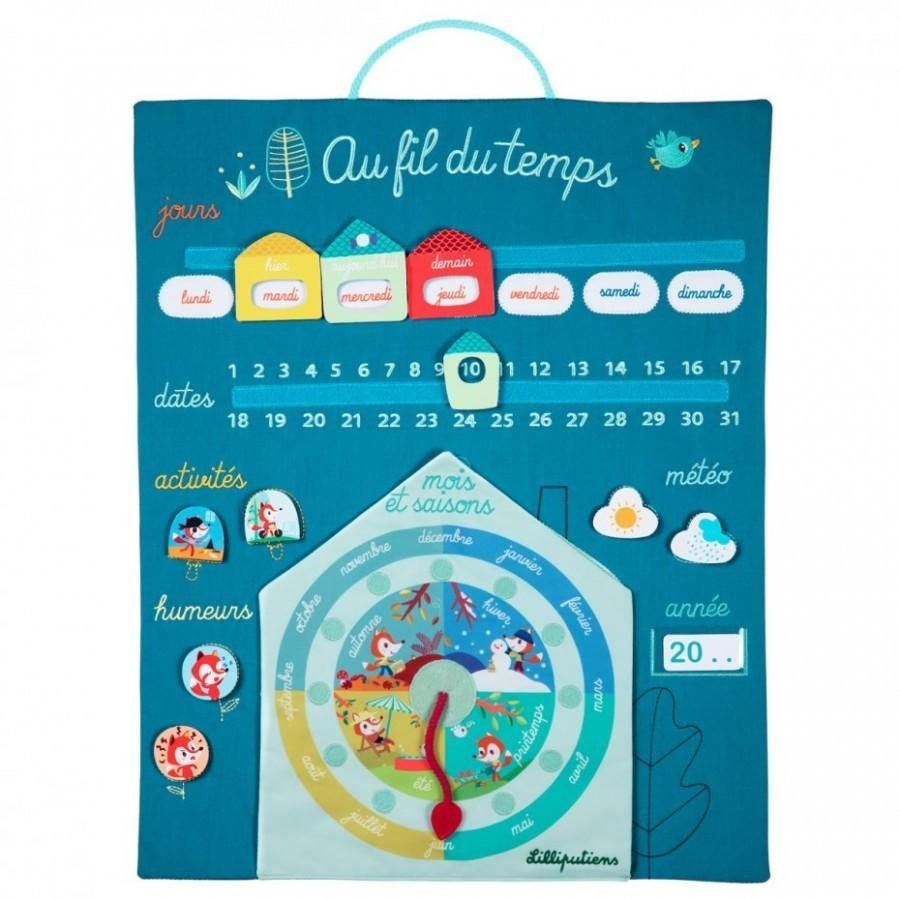 Au fil du temps
jours
hier
aujourd'hui
demain
lundi
mardi
mercredi
jeudi
vendredi
samedi
dimanche
1 2 3 4 5 6 7 8 9 10 11 12 13 14 15 16 17
dates
18 19 20 21 22 23 24 25 26 27 28 29 30 31
activités
météo
mois
et saisons
décembre
janvier
février
mars
avril
mai
juin
juillet
août
septembre
octobre
novembre
automne
hiver
printemps
été
humeurs
année
20 . .
Lilliputiens